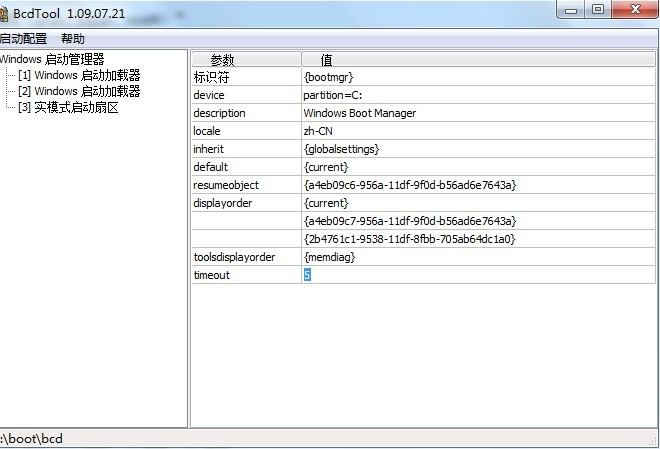 BcdTool 1.09.07.21
启动配置 帮助
Windows 启动管理器
[1] Windows 启动加载器
[2] Windows 启动加载器
[3] 实模式启动扇区
参数 值
标识符 {bootmgr}
device partition=C:
description Windows Boot Manager
locale zh-CN
inherit {globalsettings}
default {current}
resumeobject {a4eb09c6-956a-11df-9f0d-b56ad6e7643a}
displayorder {current}
{a4eb09c7-956a-11df-9f0d-b56ad6e7643a}
{2b4761c1-9538-11df-8fbb-705ab64dc1a0}
toolsdisplayorder {memdiag}
timeout 5
:\boot\bcd